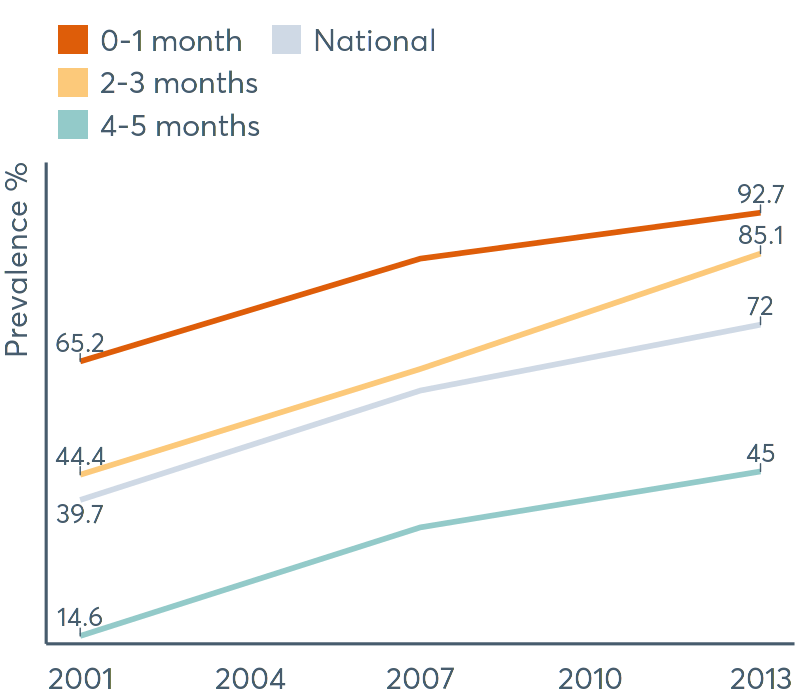 0-1 month National
2-3 months
4-5 months
Prevalence %
92.7
85.1
65.2
72
44.4
45
39.7
14.6
2001 2004 2007 2010 2013